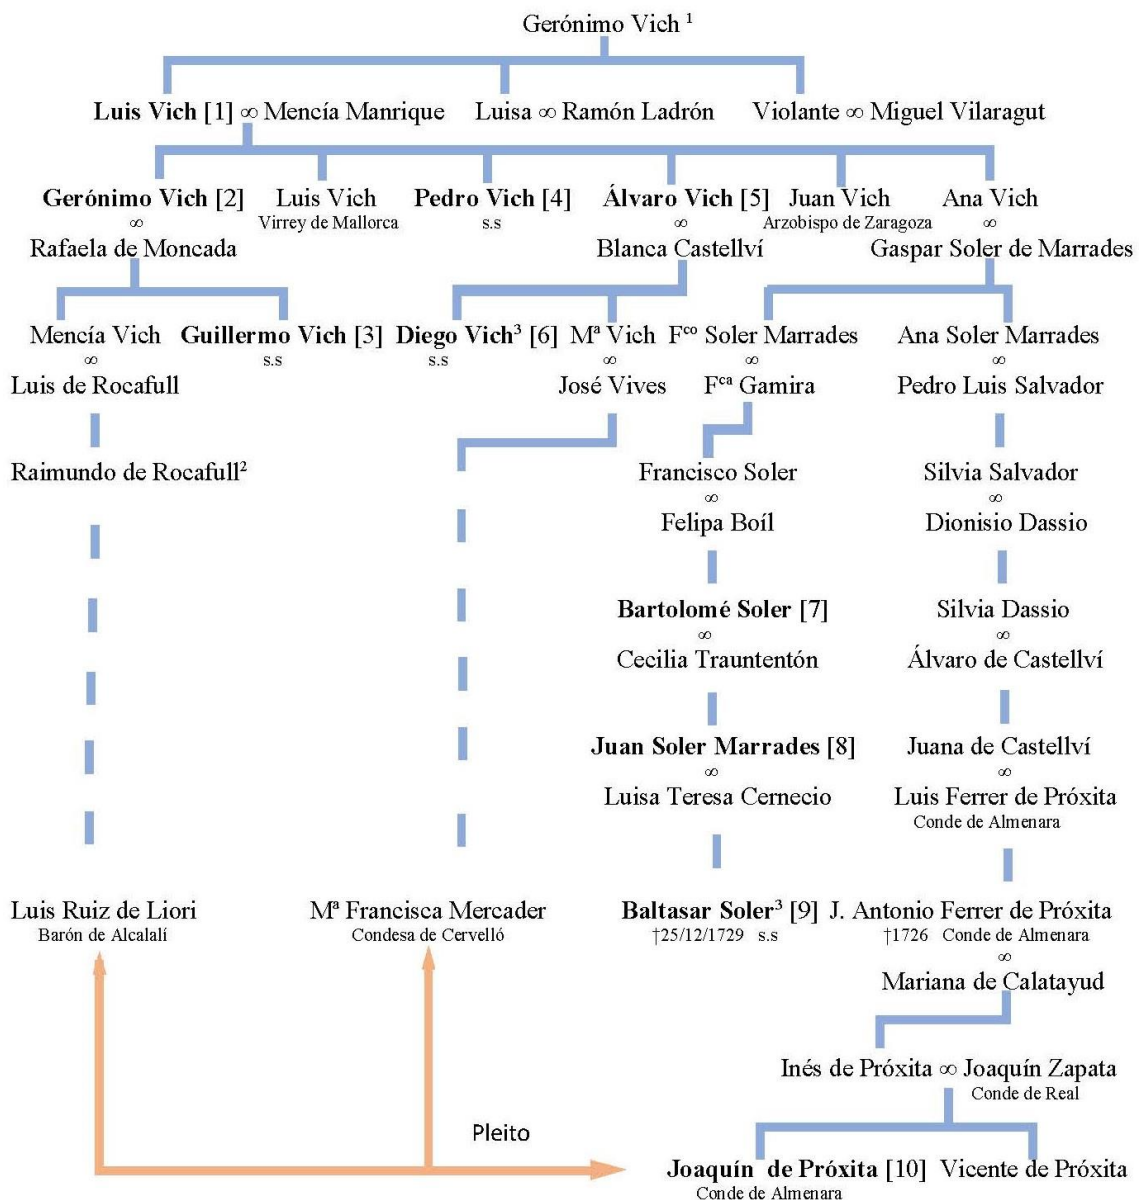 Gerónimo Vich ¹
Luis Vich [1] ∞ Mencía Manrique Luisa ∞ Ramón Ladrón Violante ∞ Miguel Vilaragut
Gerónimo Vich [2] Luis Vich Pedro Vich [4] Álvaro Vich [5] Juan Vich Ana Vich
∞ Virrey de Mallorca s.s ∞ Arzobispo de Zaragoza ∞
Rafaela de Moncada Blanca Castellví Gaspar Soler de Marrades
Mencía Vich Guillermo Vich [3] Diego Vich³ [6] Mª Vich Fᶜᵒ Soler Marrades Ana Soler Marrades
∞ s.s s.s ∞ ∞ ∞
Luis de Rocafull José Vives Fᶜᵃ Gamira Pedro Luis Salvador
Raimundo de Rocafull² Francisco Soler Silvia Salvador
∞ ∞
Felipa Boíl Dionisio Dassio
Bartolomé Soler [7] Silvia Dassio
∞ ∞
Cecilia Trauntentón Álvaro de Castellví
Juan Soler Marrades [8] Juana de Castellví
∞ ∞
Luisa Teresa Cernecio Luis Ferrer de Próxita
Conde de Almenara
Luis Ruiz de Liori Mª Francisca Mercader Baltasar Soler³ [9] J. Antonio Ferrer de Próxita
Barón de Alcalalí Condesa de Cervelló †25/12/1729 s.s †1726 Conde de Almenara
∞
Mariana de Calatayud
Inés de Próxita ∞ Joaquín Zapata
Conde de Real
Pleito
Joaquín de Próxita [10] Vicente de Próxita
Conde de Almenara